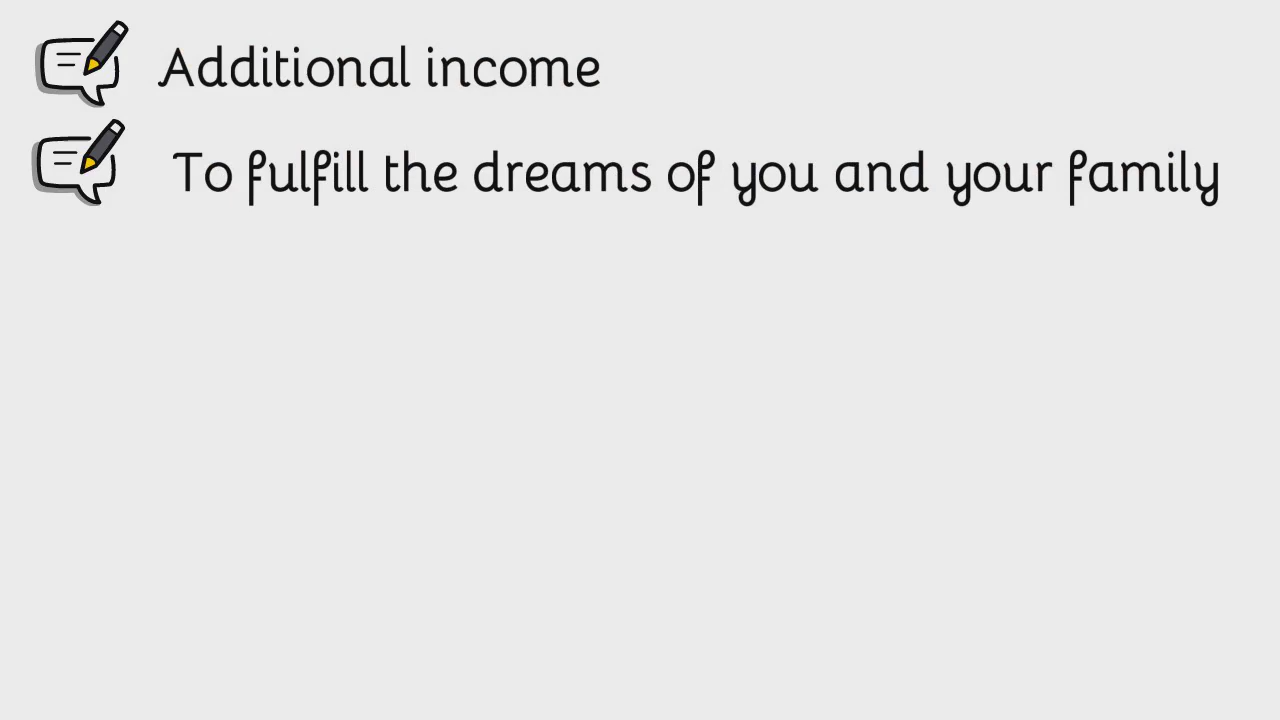 Additional income
To fulfill the dreams of you and your family